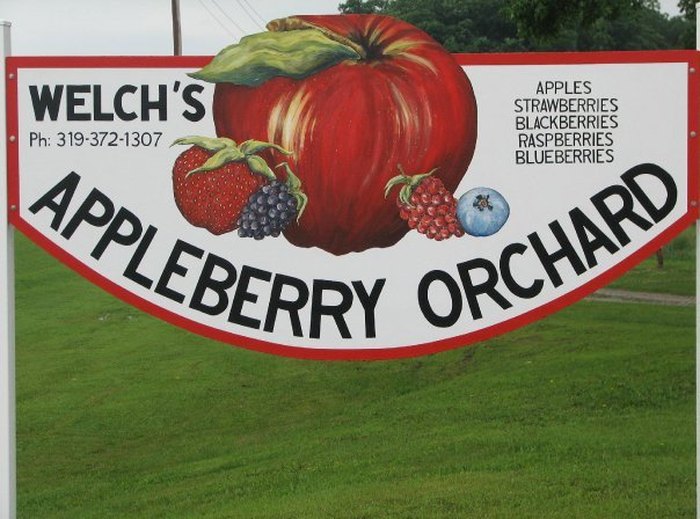 WELCH'S
Ph: 319-372-1307
APPLES
STRAWBERRIES
BLACKBERRIES
RASPBERRIES
BLUEBERRIES
APPLEBERRY ORCHARD